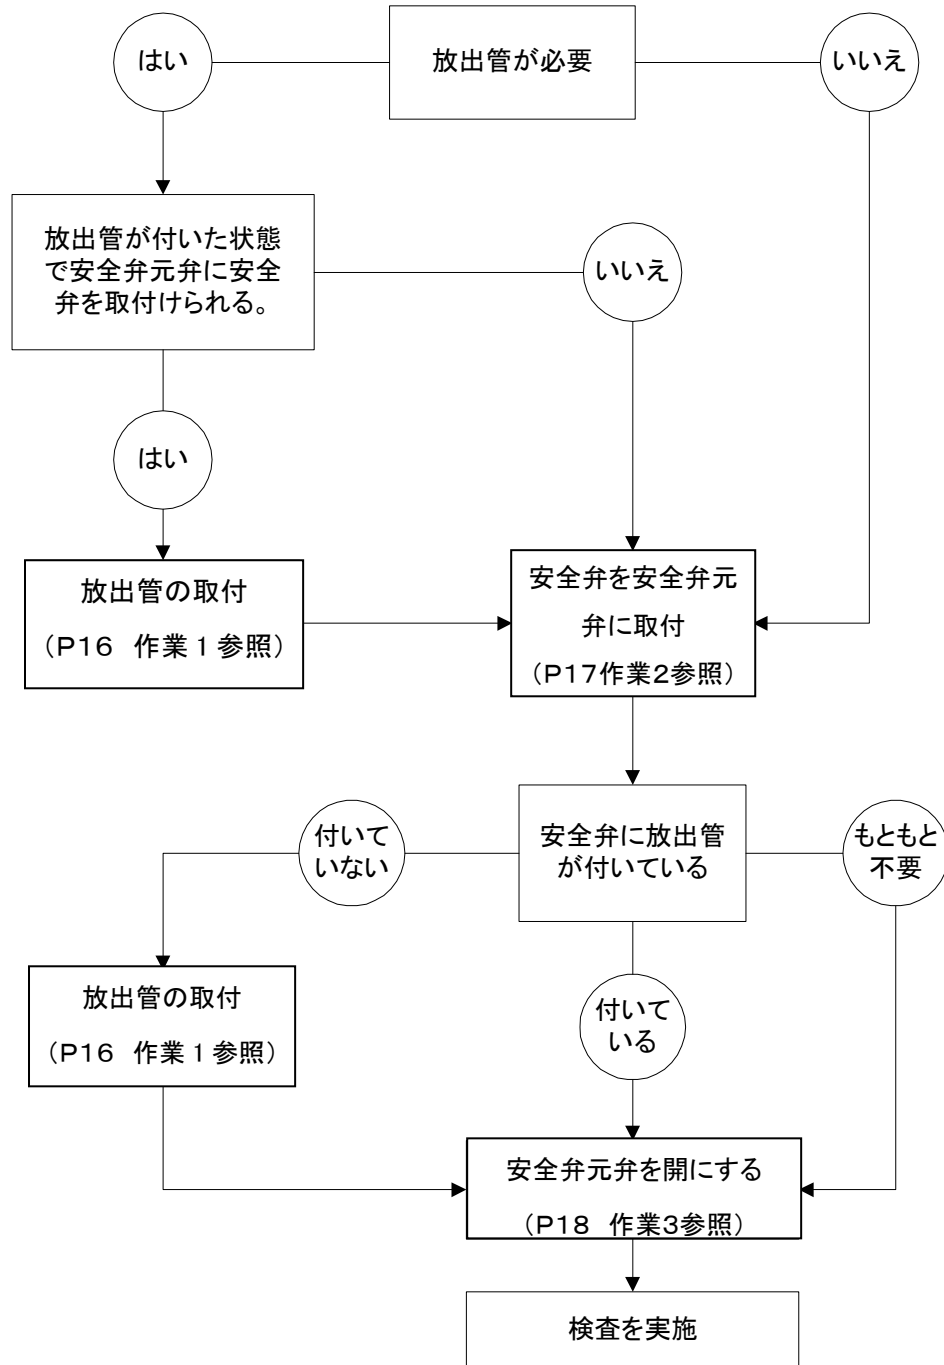 はい
放出管が必要
いいえ
放出管が付いた状態
で安全弁元弁に安全
弁を取付けられる。
いいえ
はい
放出管の取付
（P16　作業１参照）
安全弁を安全弁元
弁に取付
（P17作業2参照）
付いて
いない
安全弁に放出管
が付いている
もともと
不要
放出管の取付
（P16　作業１参照）
付いて
いる
安全弁元弁を開にする
（P18　作業3参照）
検査を実施